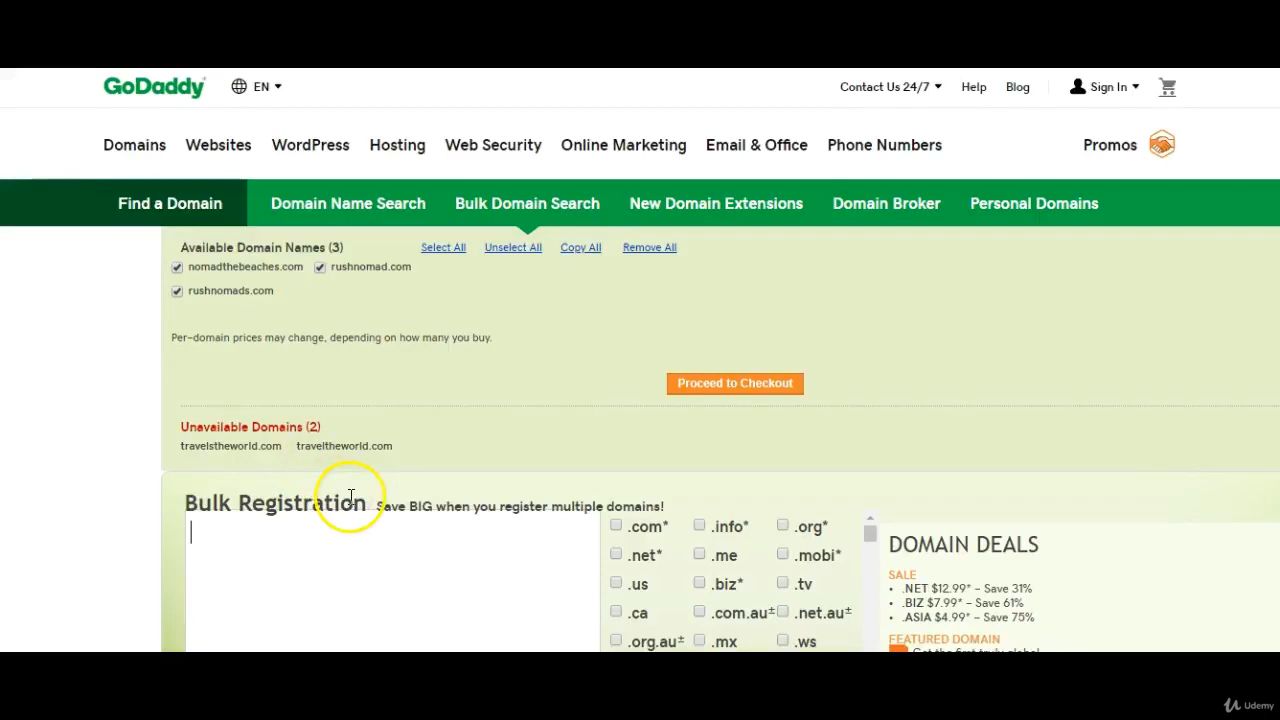 GoDaddy EN Contact Us 24/7 Help Blog Sign In
Domains Websites WordPress Hosting Web Security Online Marketing Email & Office Phone Numbers Promos
Find a Domain Domain Name Search Bulk Domain Search New Domain Extensions Domain Broker Personal Domains
Available Domain Names (3) Select All Unselect All Copy All Remove All
nomadthebeaches.com rushnomad.com
rushnomads.com
Per-domain prices may change, depending on how many you buy.
Proceed to Checkout
Unavailable Domains (2)
travelstheworld.com traveltheworld.com
Bulk Registration Save BIG when you register multiple domains!
.com* .info* .org*
.net* .me .mobi*
.us .biz* .tv
.ca .com.au± .net.au±
.org.au± .mx .ws
DOMAIN DEALS
SALE
• .NET $12.99* – Save 31%
• .BIZ $7.99* – Save 61%
• .ASIA $4.99* – Save 75%
FEATURED DOMAIN
Get the first truly global
Udemy